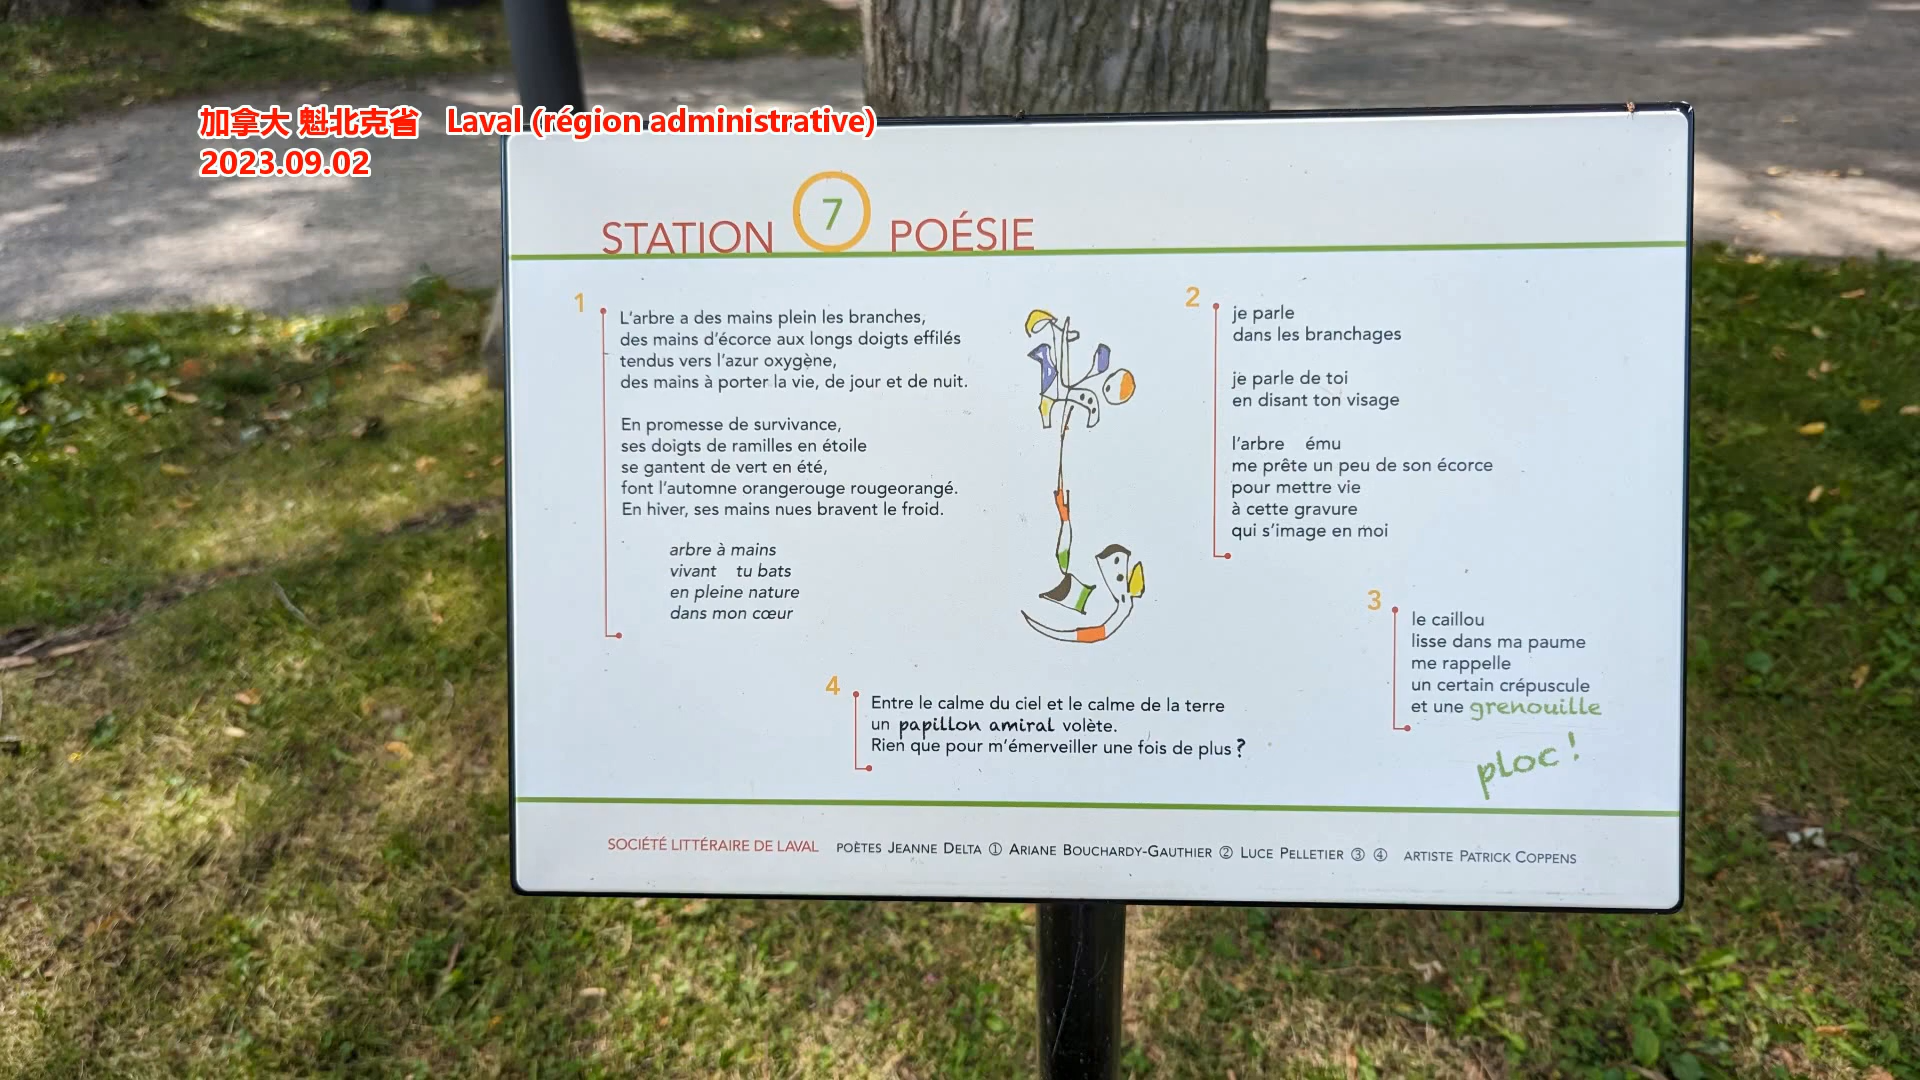 加拿大 魁北克省 Laval (région administrative)
2023.09.02
STATION 7 POÉSIE
1
L'arbre a des mains plein les branches,
des mains d'écorce aux longs doigts effilés
tendus vers l'azur oxygène,
des mains à porter la vie, de jour et de nuit.
En promesse de survivance,
ses doigts de ramilles en étoile
se gantent de vert en été,
font l'automne orangerouge rougeorangé.
En hiver, ses mains nues bravent le froid.
arbre à mains
vivant tu bats
en pleine nature
dans mon cœur
2
je parle
dans les branchages
je parle de toi
en disant ton visage
l'arbre ému
me prête un peu de son écorce
pour mettre vie
à cette gravure
qui s'image en moi
3
le caillou
lisse dans ma paume
me rappelle
un certain crépuscule
et une grenouille
ploc !
4
Entre le calme du ciel et le calme de la terre
un papillon amiral volète.
Rien que pour m'émerveiller une fois de plus ?
SOCIÉTÉ LITTÉRAIRE DE LAVAL POÈTES JEANNE DELTA ① ARIANE BOUCHARDY-GAUTHIER ② LUCE PELLETIER ③ ④ ARTISTE PATRICK COPPENS